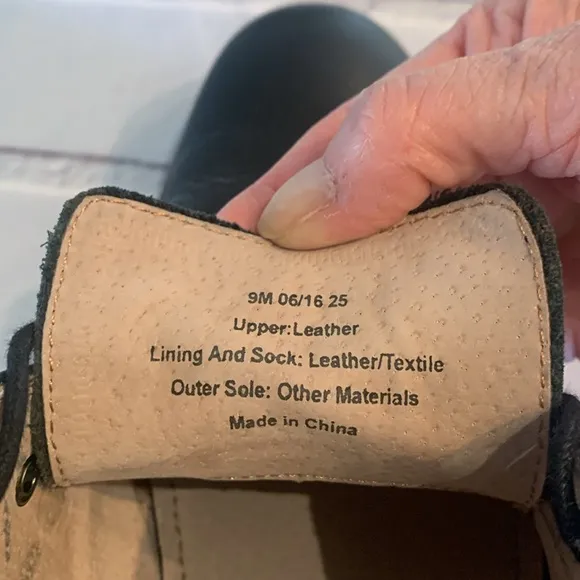 9M 06/16 25
Upper:Leather
Lining And Sock: Leather/Textile
Outer Sole: Other Materials
Made in China